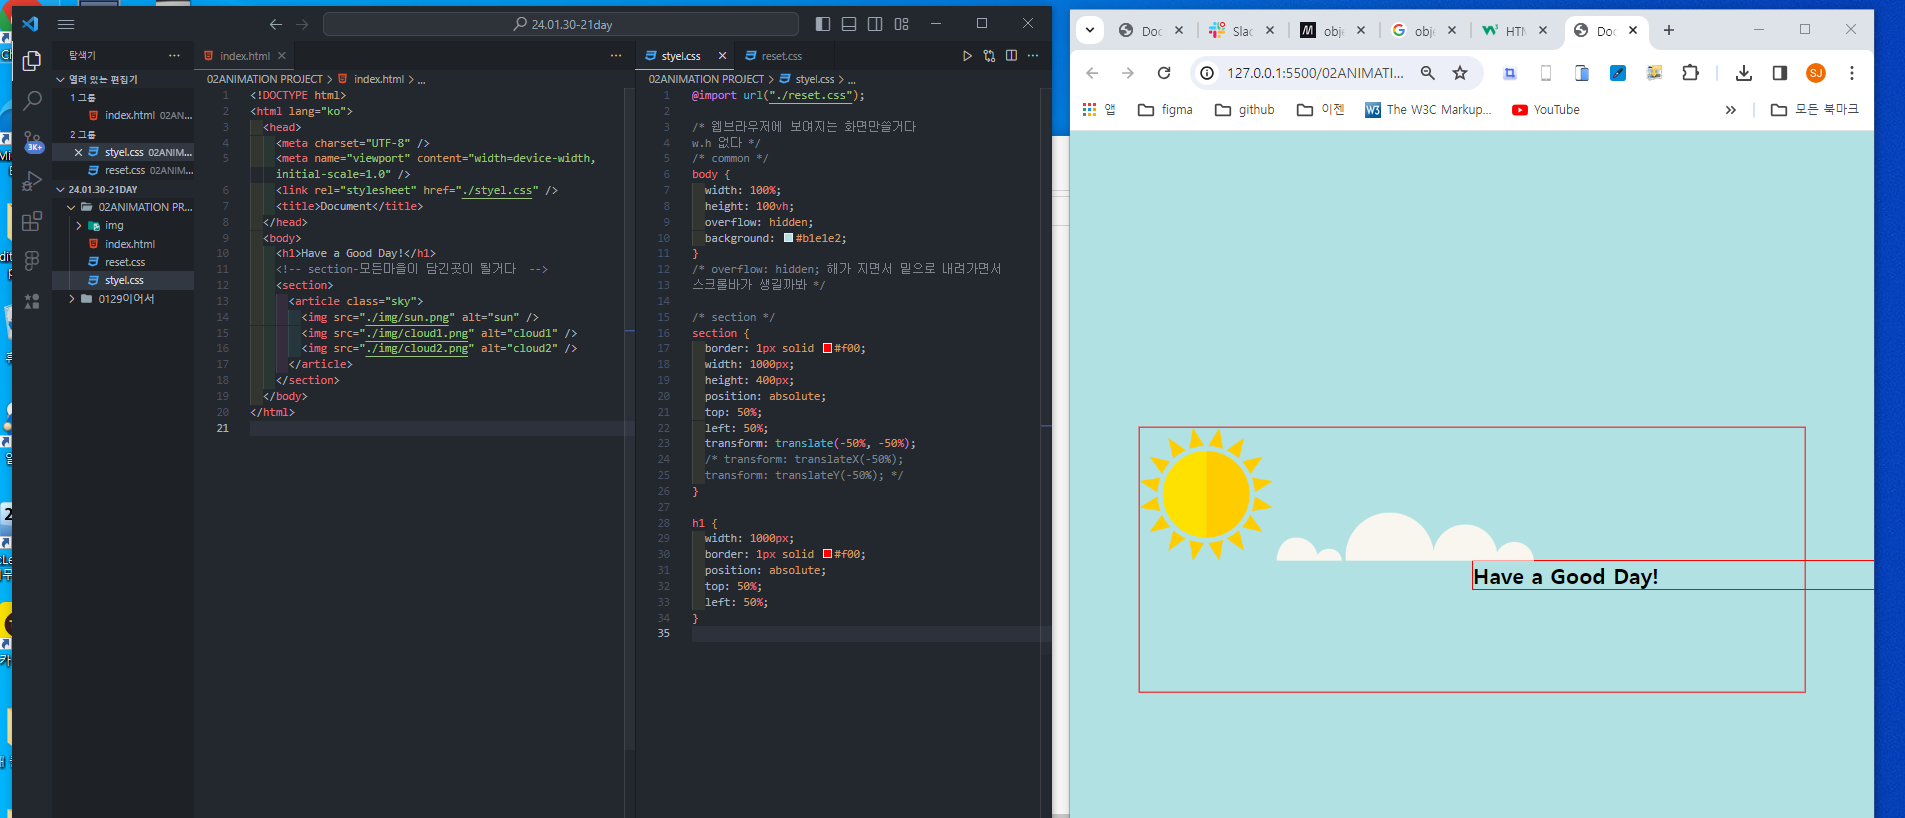 24.01.30-21day
탐색기
index.html
styel.css
reset.css
열려 있는 편집기
1 그룹
index.html 02AN...
2 그룹
styel.css 02ANIM...
reset.css 02ANIM...
24.01.30-21DAY
02ANIMATION PR...
img
index.html
reset.css
styel.css
0129이어서
3K+
02ANIMATION PROJECT > index.html > ...
1 <!DOCTYPE html>
2 <html lang="ko">
3 <head>
4 <meta charset="UTF-8" />
5 <meta name="viewport" content="width=device-width,
initial-scale=1.0" />
6 <link rel="stylesheet" href="./styel.css" />
7 <title>Document</title>
8 </head>
9 <body>
10 <h1>Have a Good Day!</h1>
11 <!-- section-모든마을이 담긴곳이 될거다 -->
12 <section>
13 <article class="sky">
14 <img src="./img/sun.png" alt="sun" />
15 <img src="./img/cloud1.png" alt="cloud1" />
16 <img src="./img/cloud2.png" alt="cloud2" />
17 </article>
18 </section>
19 </body>
20 </html>
21
02ANIMATION PROJECT > styel.css > ...
1 @import url("./reset.css");
2
3 /* 웹브라우저에 보여지는 화면만쓸거다
4 w.h 없다 */
5 /* common */
6 body {
7 width: 100%;
8 height: 100vh;
9 overflow: hidden;
10 background: #b1e1e2;
11 }
12 /* overflow: hidden; 해가 지면서 밑으로 내려가면서
13 스크롤바가 생길까봐 */
14
15 /* section */
16 section {
17 border: 1px solid #f00;
18 width: 1000px;
19 height: 400px;
20 position: absolute;
21 top: 50%;
22 left: 50%;
23 transform: translate(-50%, -50%);
24 /* transform: translateX(-50%);
25 transform: translateY(-50%); */
26 }
27
28 h1 {
29 width: 1000px;
30 border: 1px solid #f00;
31 position: absolute;
32 top: 50%;
33 left: 50%;
34 }
35
Doc
Slac
obje
obje
HTM
Doc
127.0.0.1:5500/02ANIMATI...
SJ
앱
figma
github
이젠
The W3C Markup...
YouTube
모든 북마크
Have a Good Day!